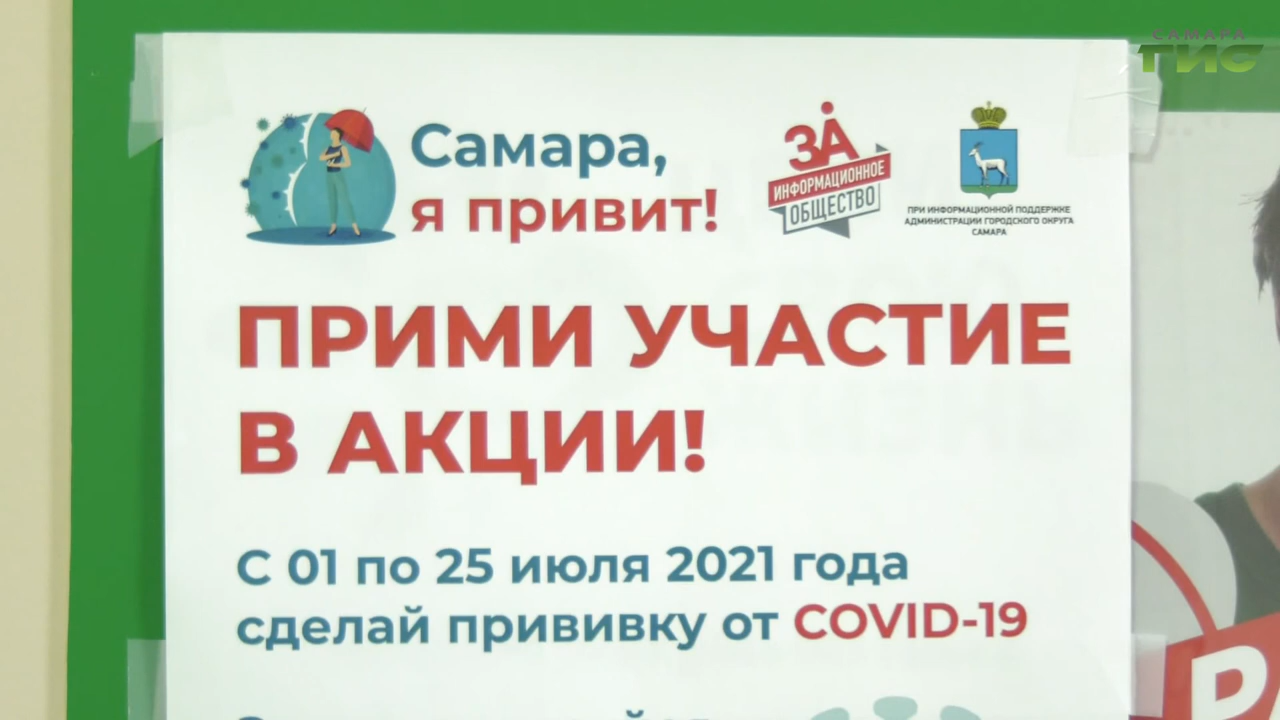 САМАРА
ГИС
Самара,
я привит!
ЗА
ИНФОРМАЦИОННОЕ
ОБЩЕСТВО
ПРИ ИНФОРМАЦИОННОЙ ПОДДЕРЖКЕ
АДМИНИСТРАЦИИ ГОРОДСКОГО ОКРУГА
САМАРА
ПРИМИ УЧАСТИЕ
В АКЦИИ!
С 01 по 25 июля 2021 года
сделай прививку от COVID-19